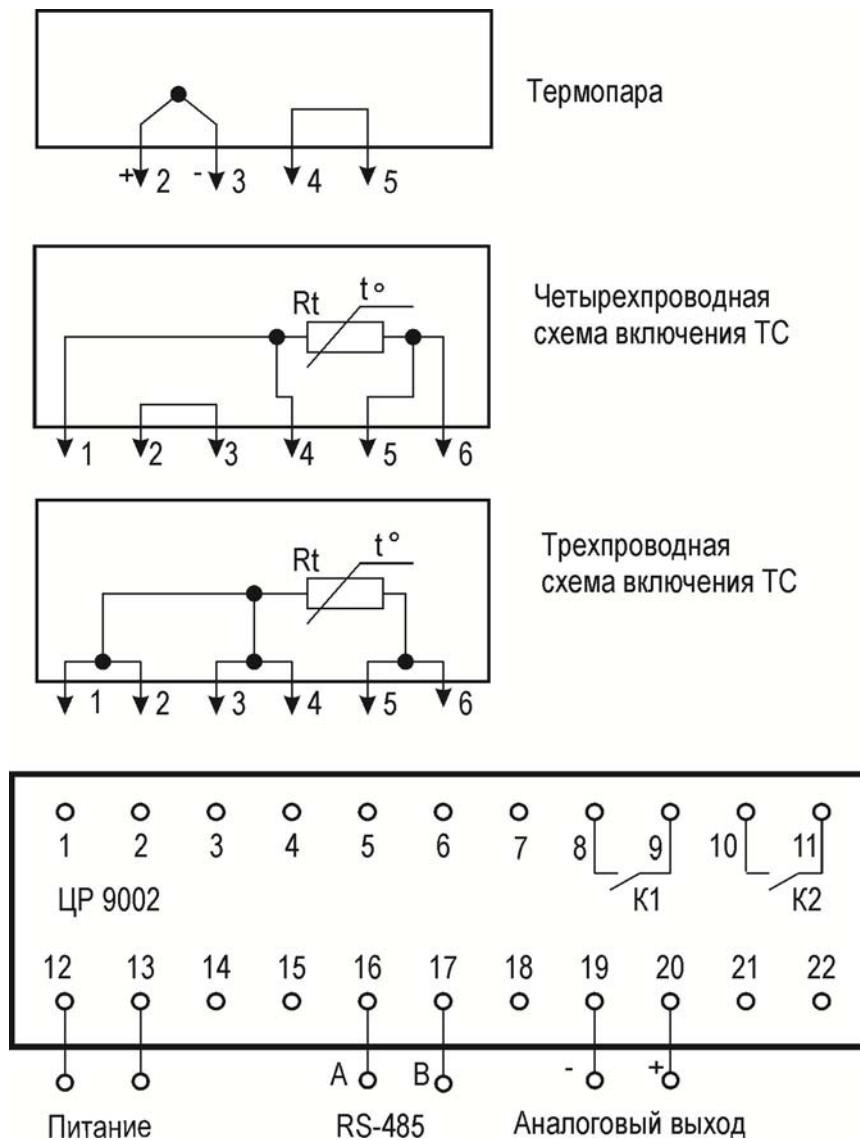 Термопара
+ 2 - 3 4 5
Rt t°
Четырехпроводная
схема включения ТС
1 2 3 4 5 6
Rt t°
Трехпроводная
схема включения ТС
1 2 3 4 5 6
1 2 3 4 5 6 7 8 9 10 11
ЦР 9002 К1 К2
12 13 14 15 16 17 18 19 20 21 22
A B - +
Питание RS-485 Аналоговый выход